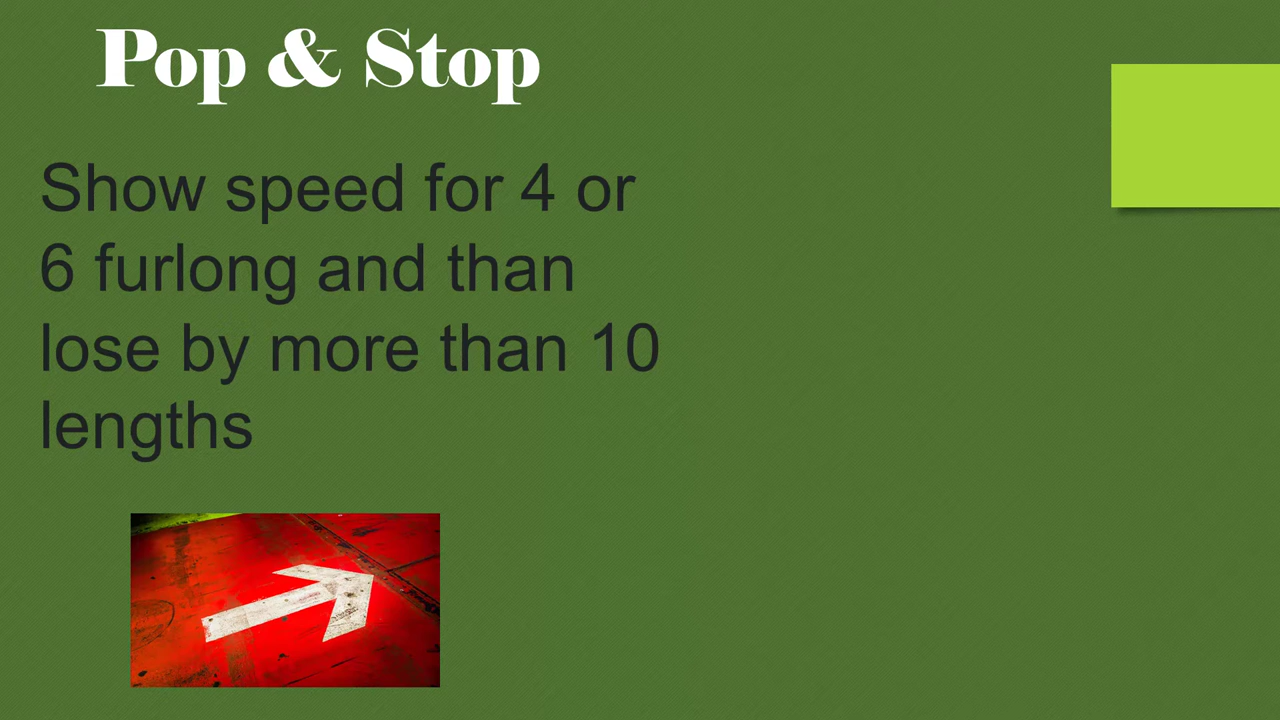 Pop & Stop
Show speed for 4 or
6 furlong and than
lose by more than 10
lengths